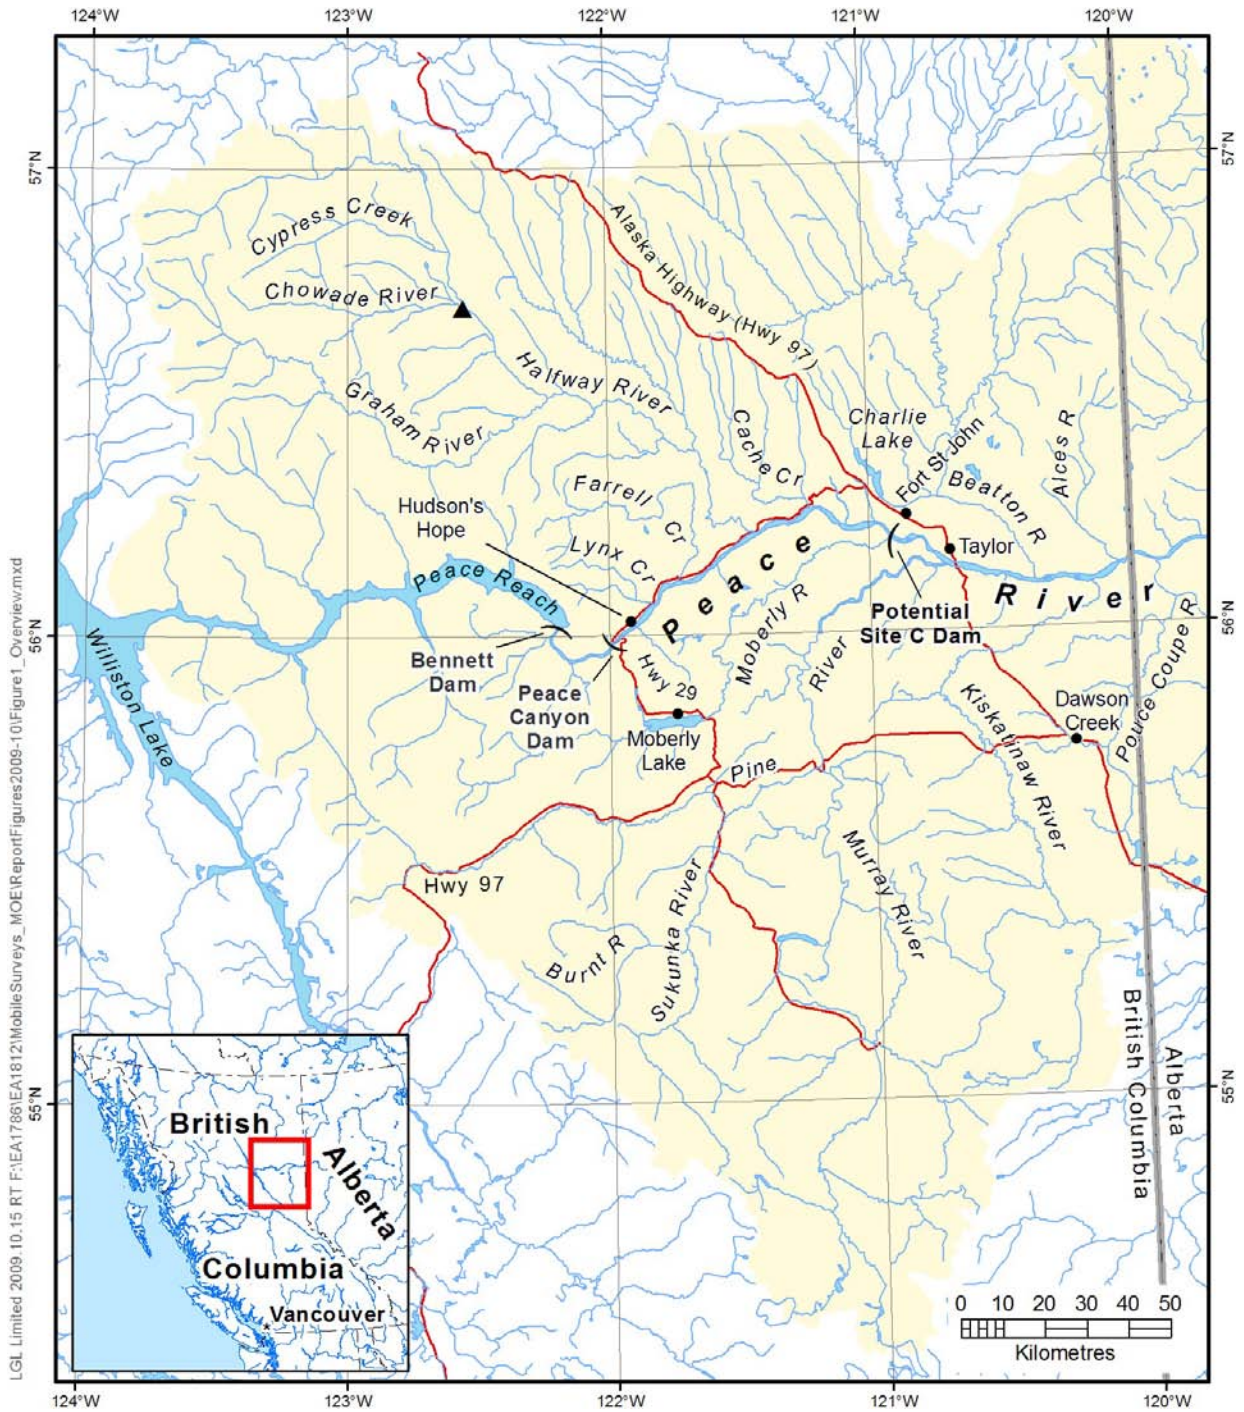 124°W
123°W
122°W
121°W
120°W
57°N
57°N
Cypress Creek
Chowade River
Alaska Highway (Hwy 97)
Halfway River
Graham River
Cache Cr
Charlie
Lake
Fort St John
Alces R
Beatton R
Farrell Cr
Hudson's
Hope
Lynx Cr
Taylor
Peace Reach
Peace River
Potential
Site C Dam
Moberly R
River
56°N
56°N
Williston Lake
Bennett
Dam
Peace
Canyon
Dam
Hwy 29
Moberly
Lake
Pine
Kiskatinaw River
Dawson
Creek
Pouce Coupe R
Hwy 97
Murray River
Sukunka River
Burnt R
British Columbia
Alberta
55°N
55°N
British
Columbia
Alberta
Vancouver
0 10 20 30 40 50
Kilometres
124°W
123°W
122°W
121°W
120°W
LGL Limited 2009.10.15 RT F:\EA1786\EA1812\MobileSurveys_MOE\ReportFigures2009-10\Figure1_Overview.mxd